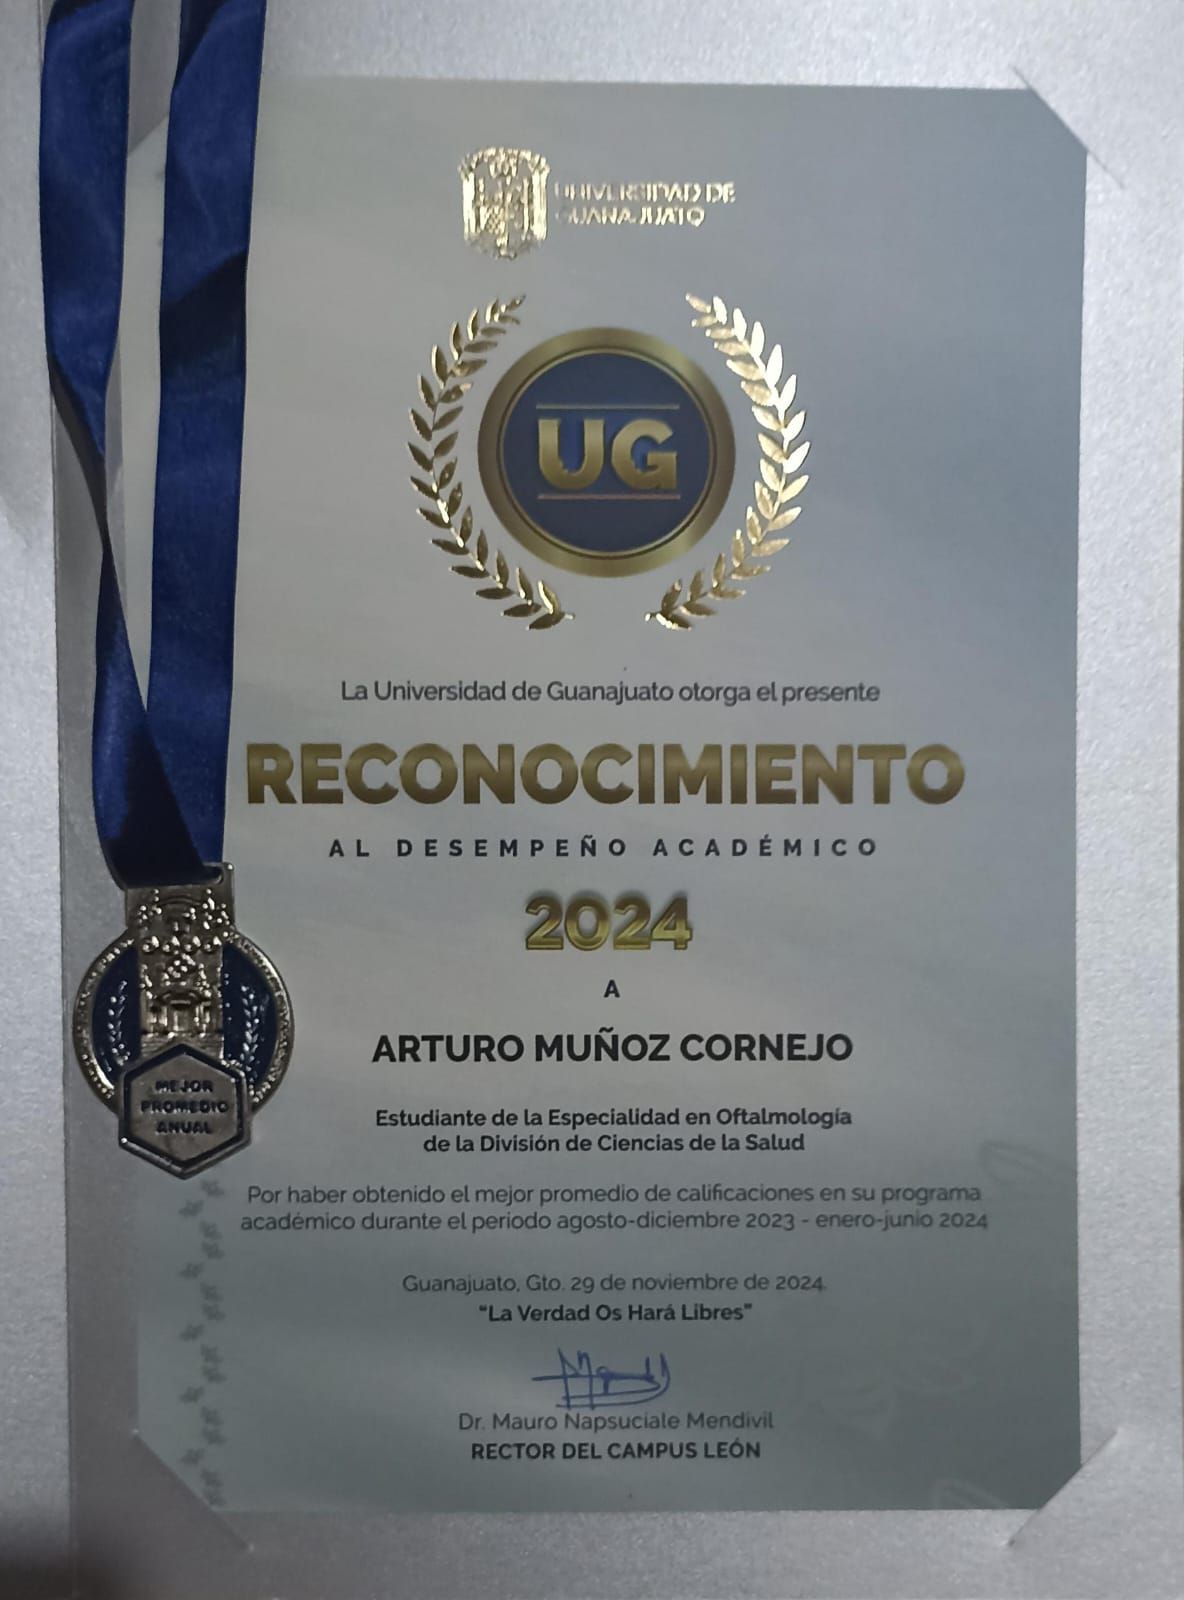 UNIVERSIDAD DE
GUANAJUATO
UG
La Universidad de Guanajuato otorga el presente
RECONOCIMIENTO
AL DESEMPEÑO ACADÉMICO
2024
A
ARTURO MUÑOZ CORNEJO
Estudiante de la Especialidad en Oftalmología
de la División de Ciencias de la Salud
Por haber obtenido el mejor promedio de calificaciones en su programa
académico durante el periodo agosto-diciembre 2023 - enero-junio 2024
Guanajuato, Gto. 29 de noviembre de 2024.
"La Verdad Os Hará Libres"
Dr. Mauro Napsuciale Mendivil
RECTOR DEL CAMPUS LEÓN
MEJOR
PROMEDIO
ANUAL